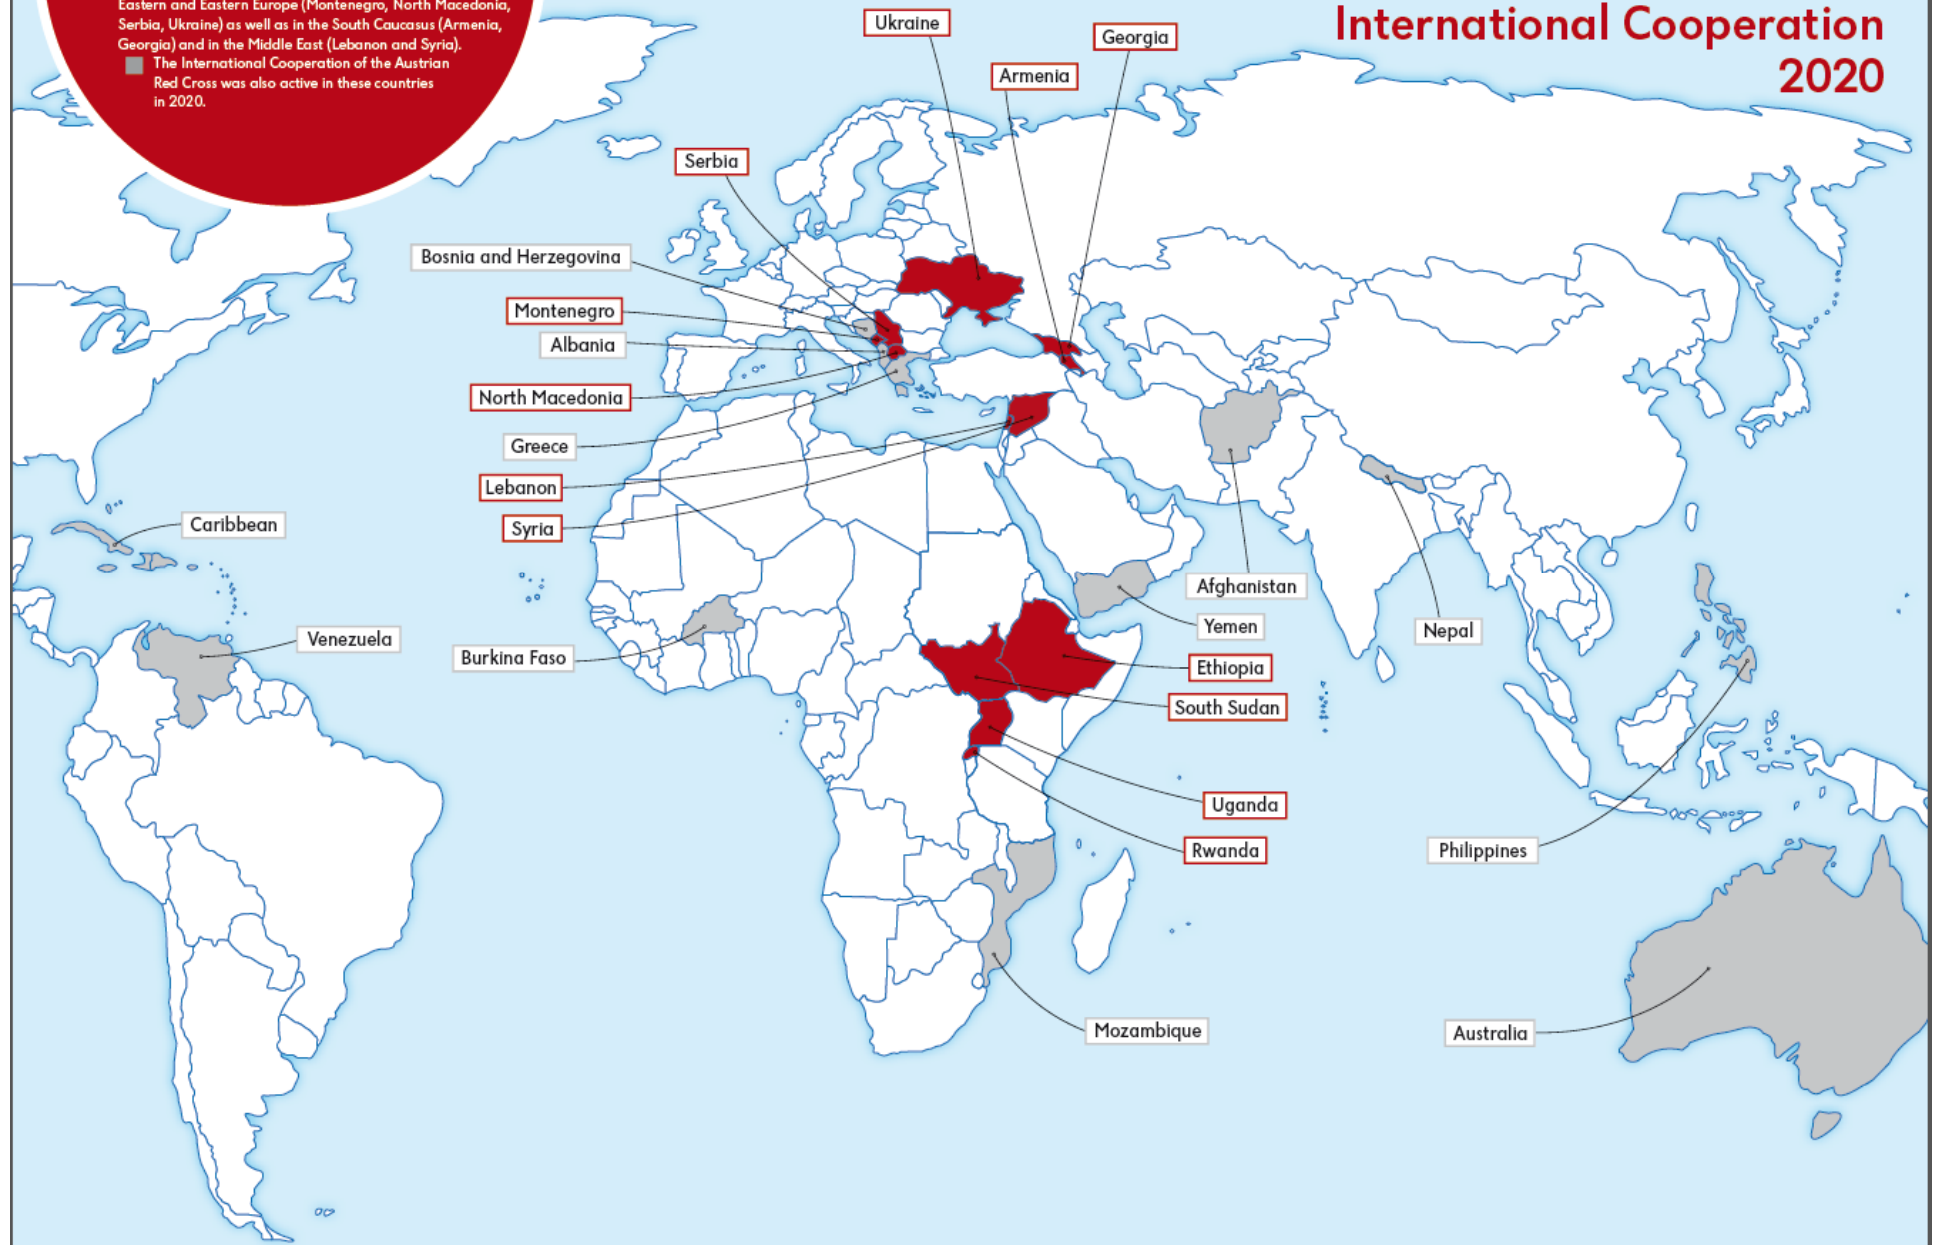 Eastern and Eastern Europe (Montenegro, North Macedonia,
Serbia, Ukraine) as well as in the South Caucasus (Armenia,
Georgia) and in the Middle East (Lebanon and Syria).
The International Cooperation of the Austrian
Red Cross was also active in these countries
in 2020.
International Cooperation
2020
Ukraine
Georgia
Armenia
Serbia
Bosnia and Herzegovina
Montenegro
Albania
North Macedonia
Greece
Lebanon
Syria
Caribbean
Venezuela
Burkina Faso
Afghanistan
Yemen
Nepal
Ethiopia
South Sudan
Uganda
Rwanda
Philippines
Mozambique
Australia